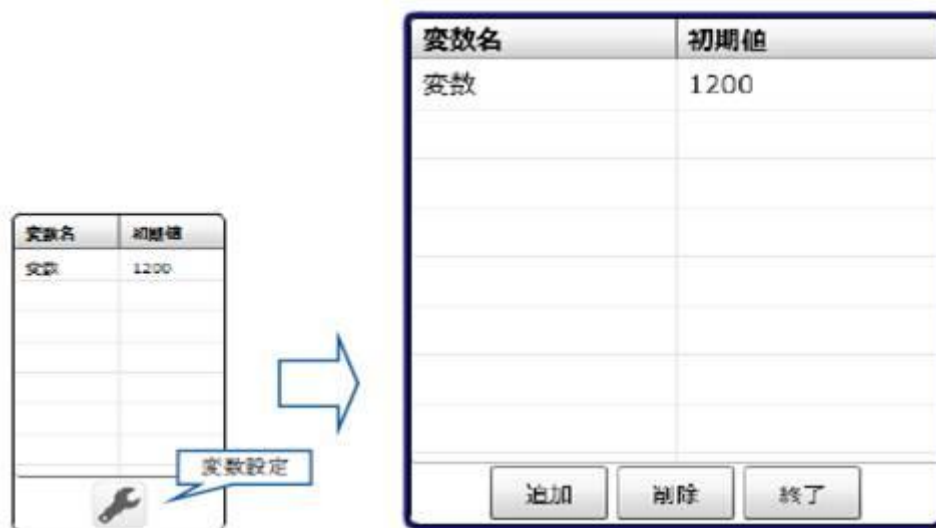 変数名 初期値
変数 1200
変数設定
変数名 初期値
変数 1200
追加 削除 終了